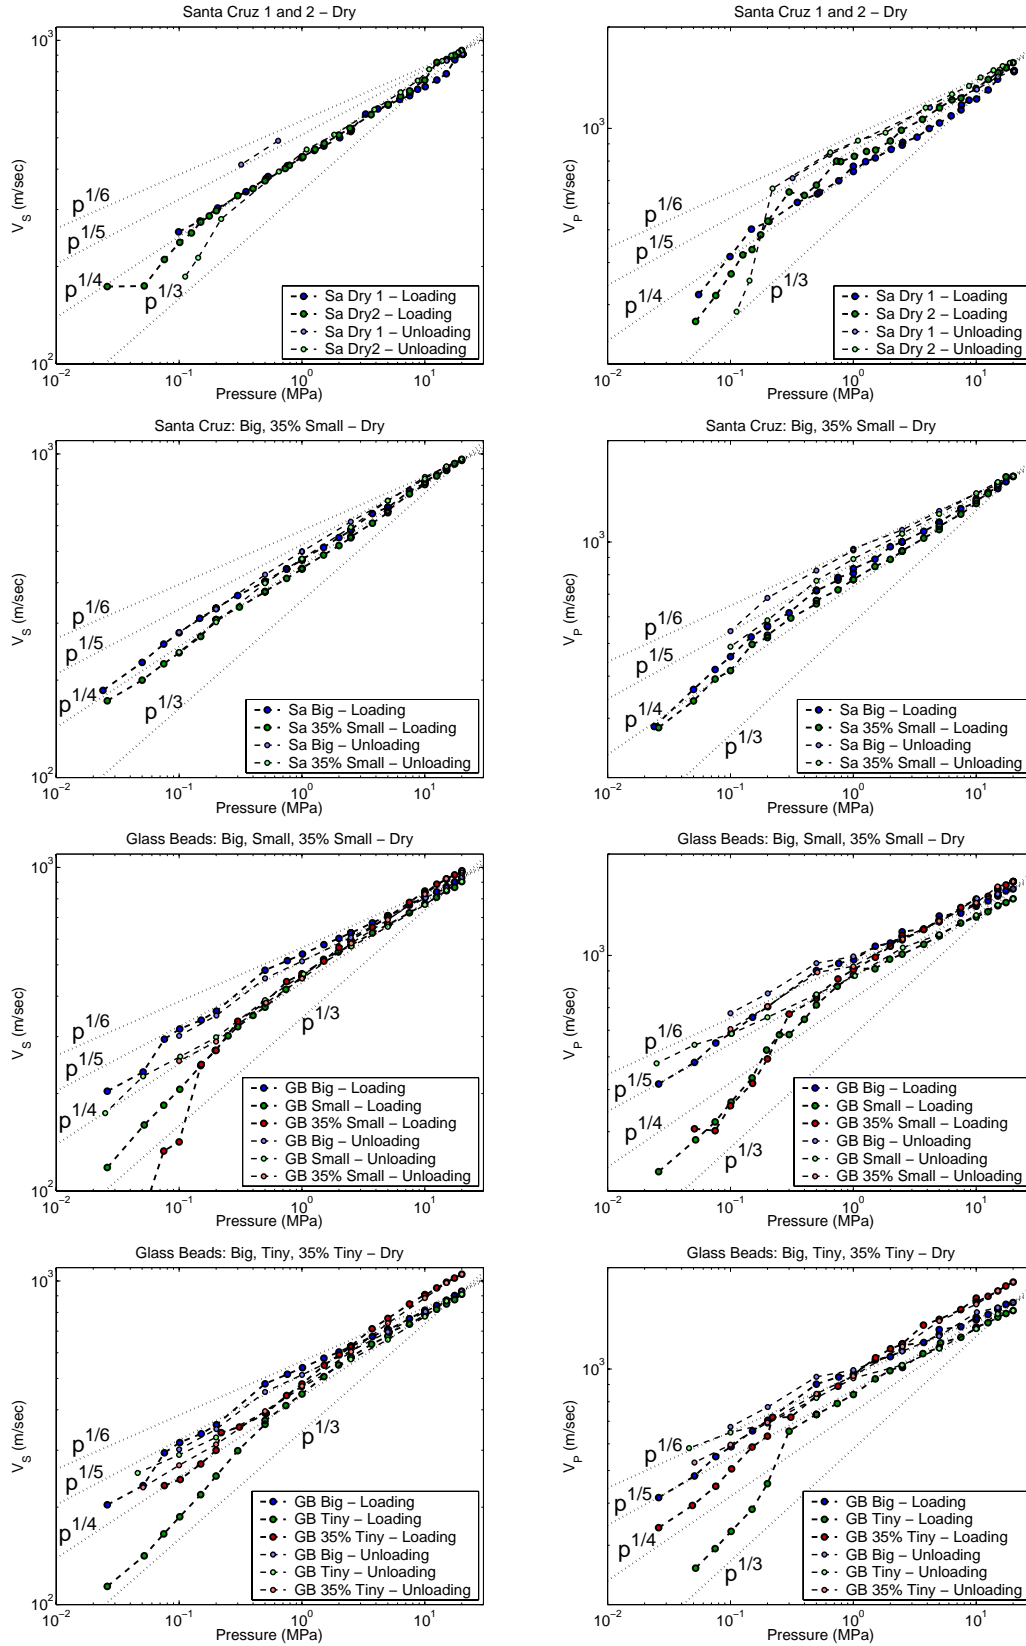 Santa Cruz 1 and 2 – Dry
10^3
V_S (m/sec)
p^1/6
p^1/5
p^1/4
p^1/3
Sa Dry 1 – Loading
Sa Dry2 – Loading
Sa Dry 1 – Unloading
Sa Dry2 – Unloading
10^2
10^−2 10^−1 10^0 10^1
Pressure (MPa)
Santa Cruz 1 and 2 – Dry
10^3
V_P (m/sec)
p^1/6
p^1/5
p^1/4
p^1/3
Sa Dry 1 – Loading
Sa Dry 2 – Loading
Sa Dry 1 – Unloading
Sa Dry 2 – Unloading
10^−2 10^−1 10^0 10^1
Pressure (MPa)
Santa Cruz: Big, 35% Small – Dry
10^3
V_S (m/sec)
p^1/6
p^1/5
p^1/4
p^1/3
Sa Big – Loading
Sa 35% Small – Loading
Sa Big – Unloading
Sa 35% Small – Unloading
10^2
10^−2 10^−1 10^0 10^1
Pressure (MPa)
Santa Cruz: Big, 35% Small – Dry
10^3
V_P (m/sec)
p^1/6
p^1/5
p^1/4
p^1/3
Sa Big – Loading
Sa 35% Small – Loading
Sa Big – Unloading
Sa 35% Small – Unloading
10^−2 10^−1 10^0 10^1
Pressure (MPa)
Glass Beads: Big, Small, 35% Small – Dry
10^3
V_S (m/sec)
p^1/6
p^1/5
p^1/4
p^1/3
GB Big – Loading
GB Small – Loading
GB 35% Small – Loading
GB Big – Unloading
GB Small – Unloading
GB 35% Small – Unloading
10^2
10^−2 10^−1 10^0 10^1
Pressure (MPa)
Glass Beads: Big, Small, 35% Small – Dry
10^3
V_P (m/sec)
p^1/6
p^1/5
p^1/4
p^1/3
GB Big – Loading
GB Small – Loading
GB 35% Small – Loading
GB Big – Unloading
GB Small – Unloading
GB 35% Small – Unloading
10^−2 10^−1 10^0 10^1
Pressure (MPa)
Glass Beads: Big, Tiny, 35% Tiny – Dry
10^3
V_S (m/sec)
p^1/6
p^1/5
p^1/4
p^1/3
GB Big – Loading
GB Tiny – Loading
GB 35% Tiny – Loading
GB Big – Unloading
GB Tiny – Unloading
GB 35% Tiny – Unloading
10^2
10^−2 10^−1 10^0 10^1
Pressure (MPa)
Glass Beads: Big, Tiny, 35% Tiny – Dry
10^3
V_P (m/sec)
p^1/6
p^1/5
p^1/4
p^1/3
GB Big – Loading
GB Tiny – Loading
GB 35% Tiny – Loading
GB Big – Unloading
GB Tiny – Unloading
GB 35% Tiny – Unloading
10^−2 10^−1 10^0 10^1
Pressure (MPa)